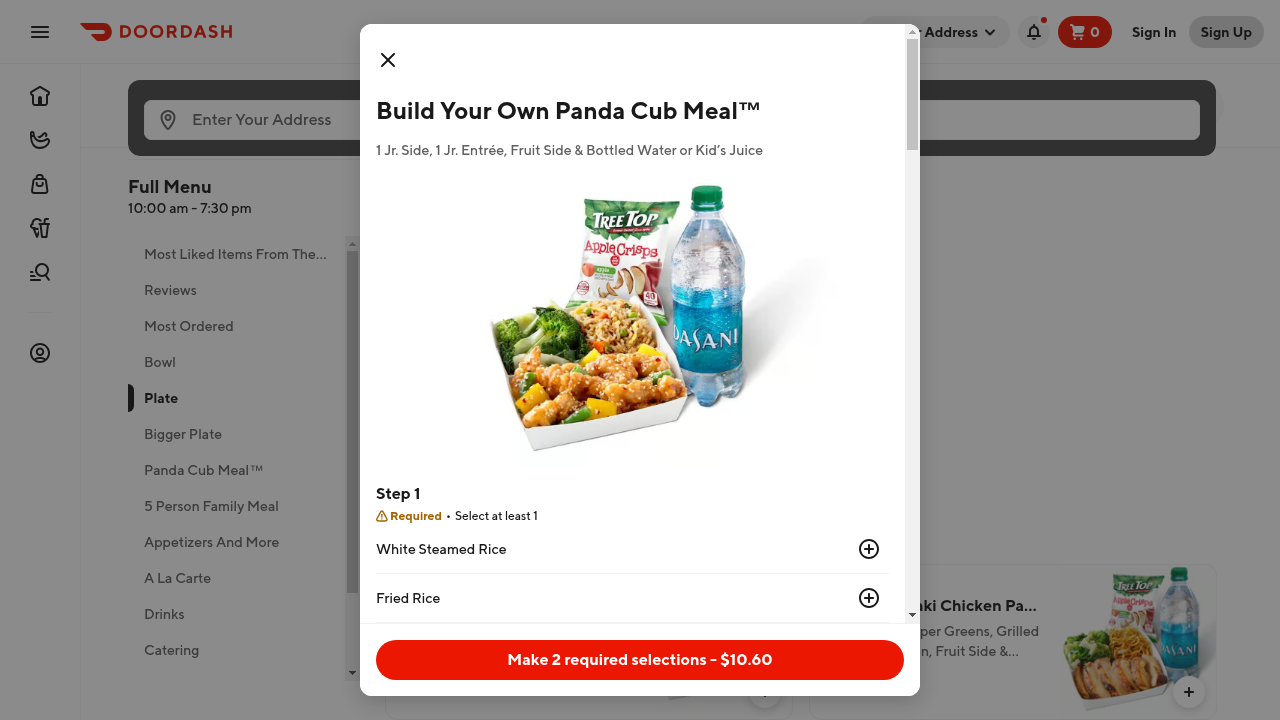 DOORDASH
r Address
0
Sign In
Sign Up
Enter Your Address
Full Menu
10:00 am - 7:30 pm
Most Liked Items From The...
Reviews
Most Ordered
Bowl
Plate
Bigger Plate
Panda Cub Meal™
5 Person Family Meal
Appetizers And More
A La Carte
Drinks
Catering
Build Your Own Panda Cub Meal™
1 Jr. Side, 1 Jr. Entrée, Fruit Side & Bottled Water or Kid's Juice
TREE TOP
Apple Crisps
DASANI
Step 1
Required • Select at least 1
White Steamed Rice
Fried Rice
Make 2 required selections - $10.60
aki Chicken Pa...
per Greens, Grilled
n, Fruit Side &...